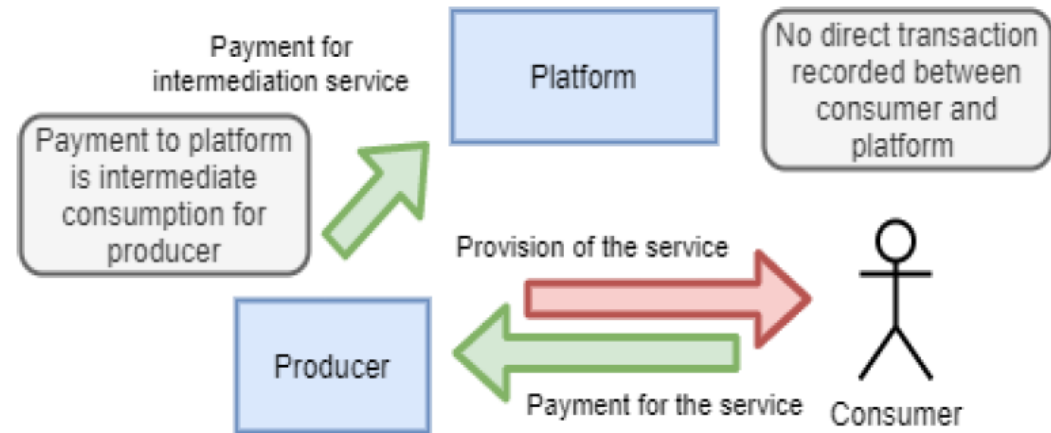 Payment for
intermediation service
Platform
No direct transaction
recorded between
consumer and
platform
Payment to platform
is intermediate
consumption for
producer
Provision of the service
Producer
Payment for the service
Consumer